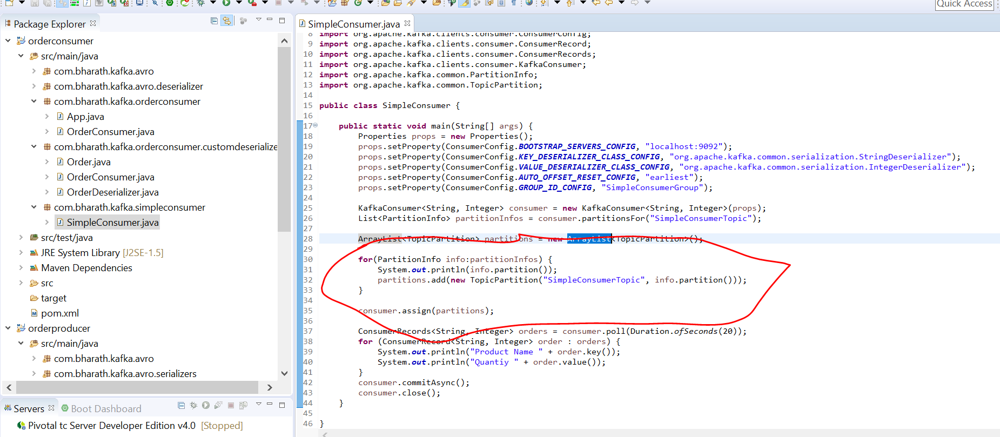 Quick Access
Package Explorer
orderconsumer
src/main/java
com.bharath.kafka.avro
com.bharath.kafka.avro.deserializer
com.bharath.kafka.orderconsumer
App.java
OrderConsumer.java
com.bharath.kafka.orderconsumer.customdeserialize
Order.java
OrderConsumer.java
OrderDeserializer.java
com.bharath.kafka.simpleconsumer
SimpleConsumer.java
src/test/java
JRE System Library [J2SE-1.5]
Maven Dependencies
src
target
pom.xml
orderproducer
src/main/java
com.bharath.kafka.avro
com.bharath.kafka.avro.serializers
Servers
Boot Dashboard
Pivotal tc Server Developer Edition v4.0 [Stopped]
SimpleConsumer.java
8 import org.apache.kafka.clients.consumer.ConsumerConfig;
9 import org.apache.kafka.clients.consumer.ConsumerRecord;
10 import org.apache.kafka.clients.consumer.ConsumerRecords;
11 import org.apache.kafka.clients.consumer.KafkaConsumer;
12 import org.apache.kafka.common.PartitionInfo;
13 import org.apache.kafka.common.TopicPartition;
14
15 public class SimpleConsumer {
16
17 public static void main(String[] args) {
18 Properties props = new Properties();
19 props.setProperty(ConsumerConfig.BOOTSTRAP_SERVERS_CONFIG, "localhost:9092");
20 props.setProperty(ConsumerConfig.KEY_DESERIALIZER_CLASS_CONFIG, "org.apache.kafka.common.serialization.StringDeserializer");
21 props.setProperty(ConsumerConfig.VALUE_DESERIALIZER_CLASS_CONFIG, "org.apache.kafka.common.serialization.IntegerDeserializer");
22 props.setProperty(ConsumerConfig.AUTO_OFFSET_RESET_CONFIG, "earliest");
23 props.setProperty(ConsumerConfig.GROUP_ID_CONFIG, "SimpleConsumerGroup");
24
25 KafkaConsumer<String, Integer> consumer = new KafkaConsumer<String, Integer>(props);
26 List<PartitionInfo> partitionInfos = consumer.partitionsFor("SimpleConsumerTopic");
27
28 ArrayList<TopicPartition> partitions = new ArrayList<TopicPartition>();
29
30 for(PartitionInfo info:partitionInfos) {
31 System.out.println(info.partition());
32 partitions.add(new TopicPartition("SimpleConsumerTopic", info.partition()));
33 }
34
35 consumer.assign(partitions);
36
37 ConsumerRecords<String, Integer> orders = consumer.poll(Duration.ofSeconds(20));
38 for (ConsumerRecord<String, Integer> order : orders) {
39 System.out.println("Product Name " + order.key());
40 System.out.println("Quantiy " + order.value());
41 }
42 consumer.commitAsync();
43 consumer.close();
44 }
45
46 }